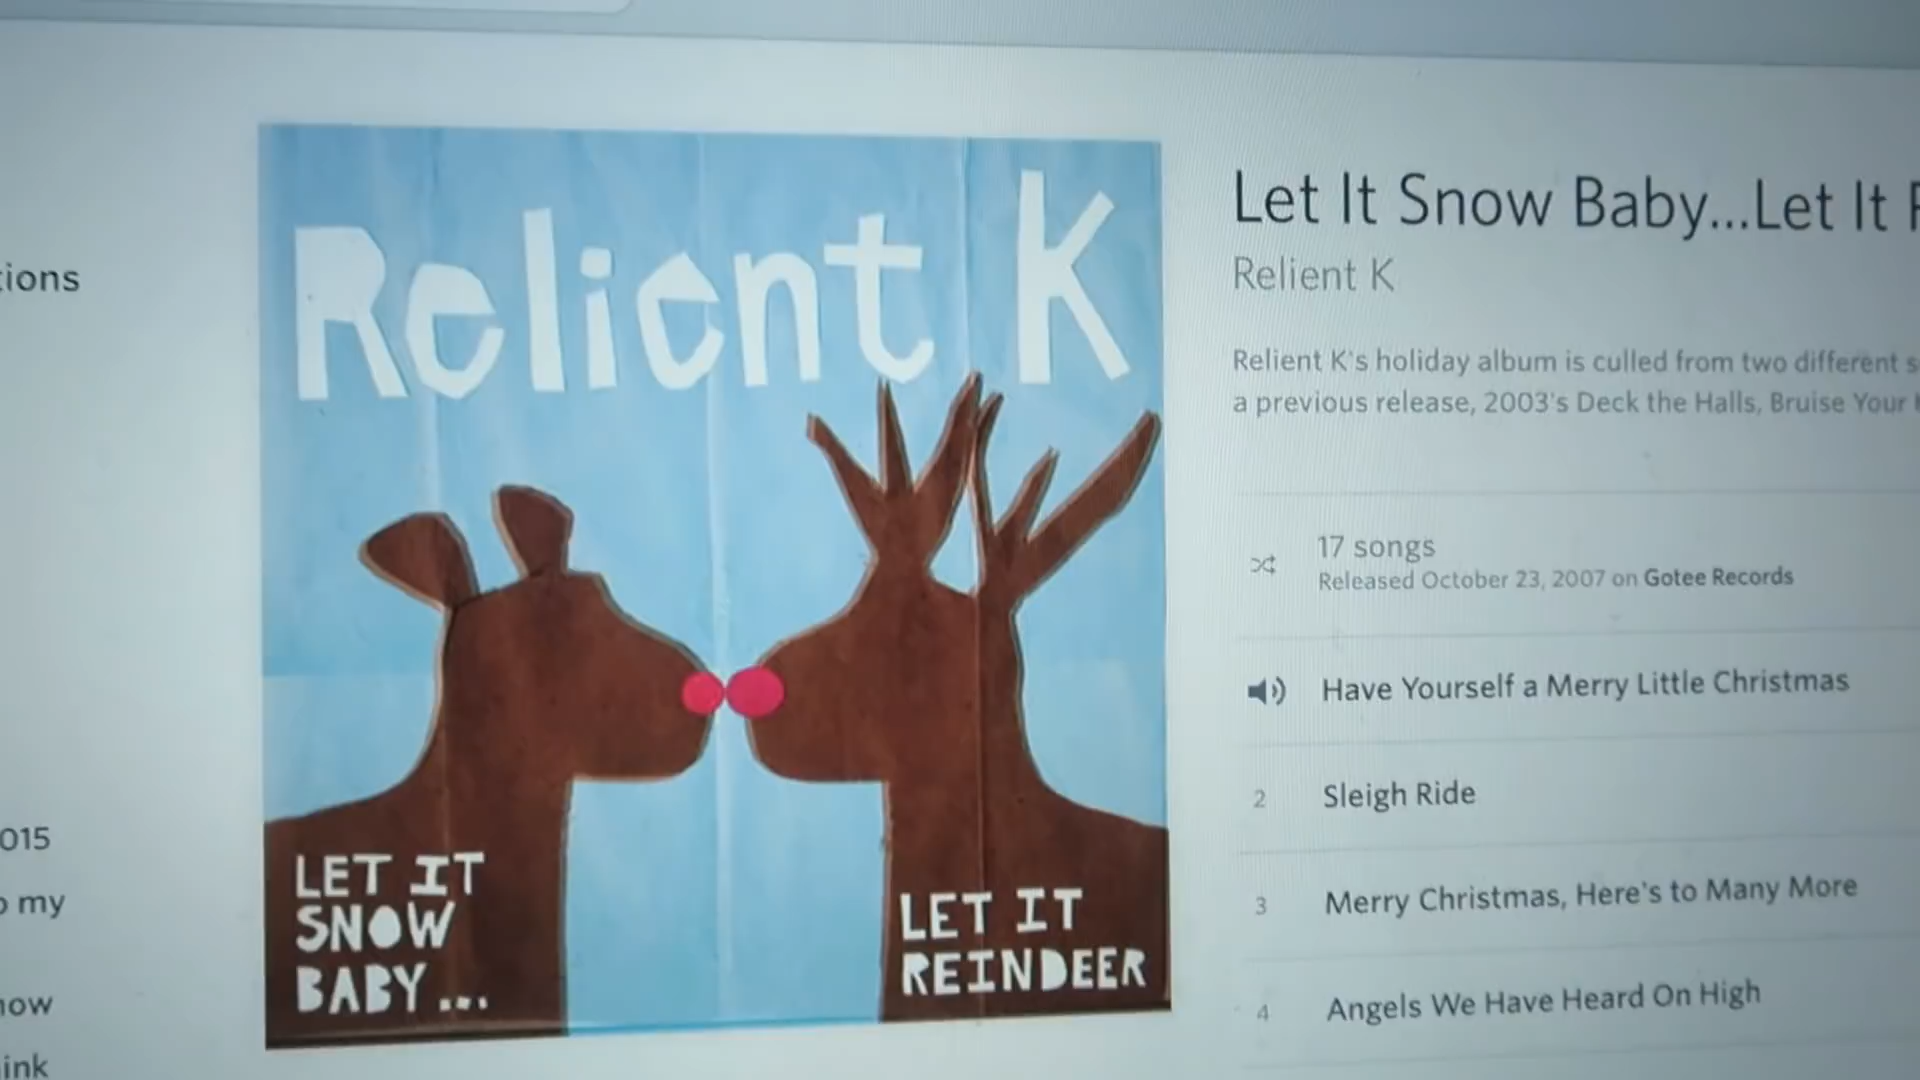 tions
015
my
now
ink
Relient K
LET IT
SNOW
BABY...
LET IT
REINDEER
Let It Snow Baby...Let It
Relient K
Relient K's holiday album is culled from two different
a previous release, 2003's Deck the Halls, Bruise Your
17 songs
Released October 23, 2007 on Gotee Records
Have Yourself a Merry Little Christmas
2 Sleigh Ride
3 Merry Christmas, Here's to Many More
4 Angels We Have Heard On High